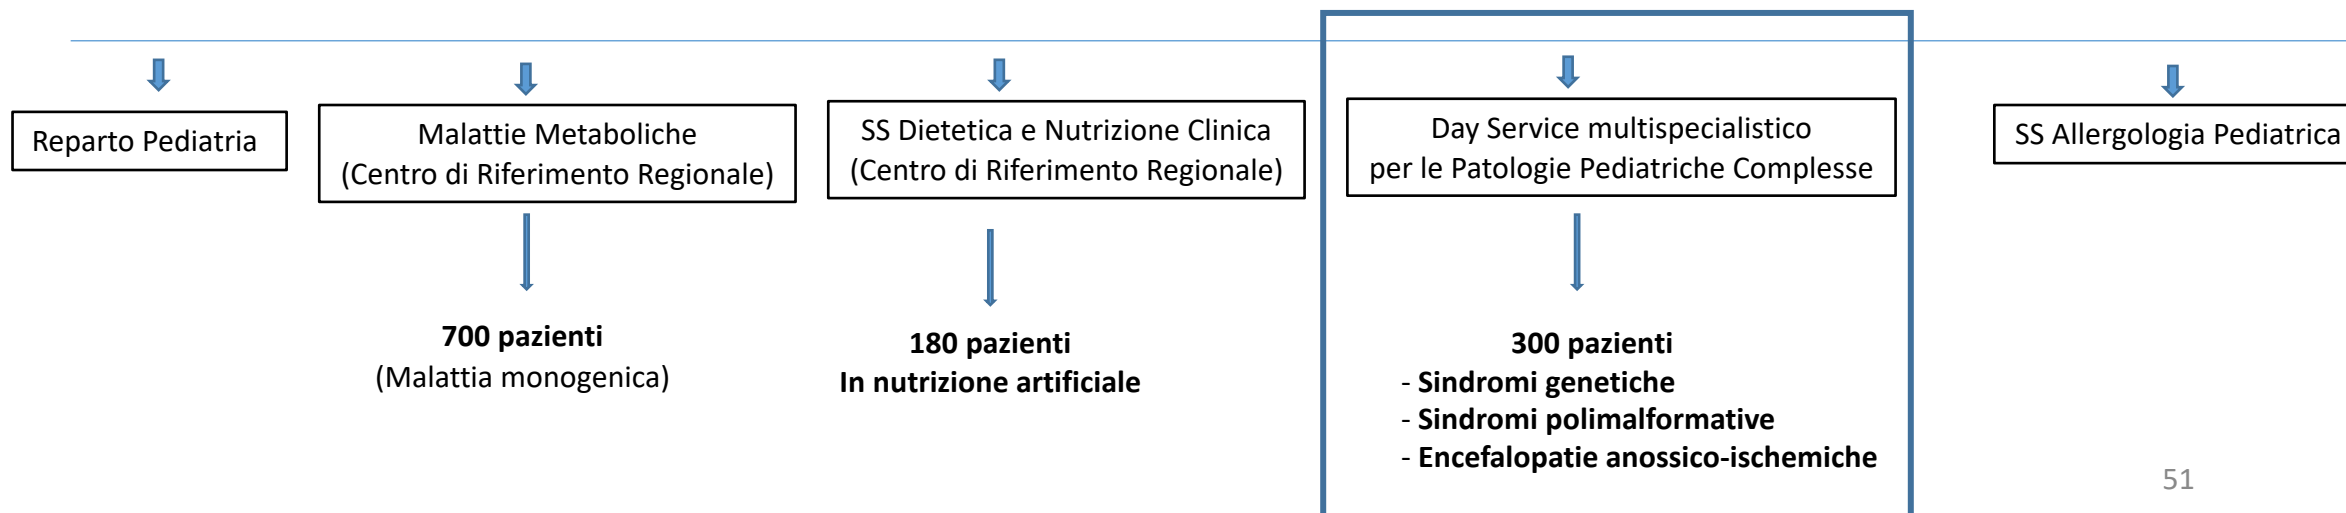 Reparto Pediatria
Malattie Metaboliche
(Centro di Riferimento Regionale)
SS Dietetica e Nutrizione Clinica
(Centro di Riferimento Regionale)
Day Service multispecialistico
per le Patologie Pediatriche Complesse
SS Allergologia Pediatrica
700 pazienti
(Malattia monogenica)
180 pazienti
In nutrizione artificiale
300 pazienti
- Sindromi genetiche
- Sindromi polimalformative
- Encefalopatie anossico-ischemiche
51